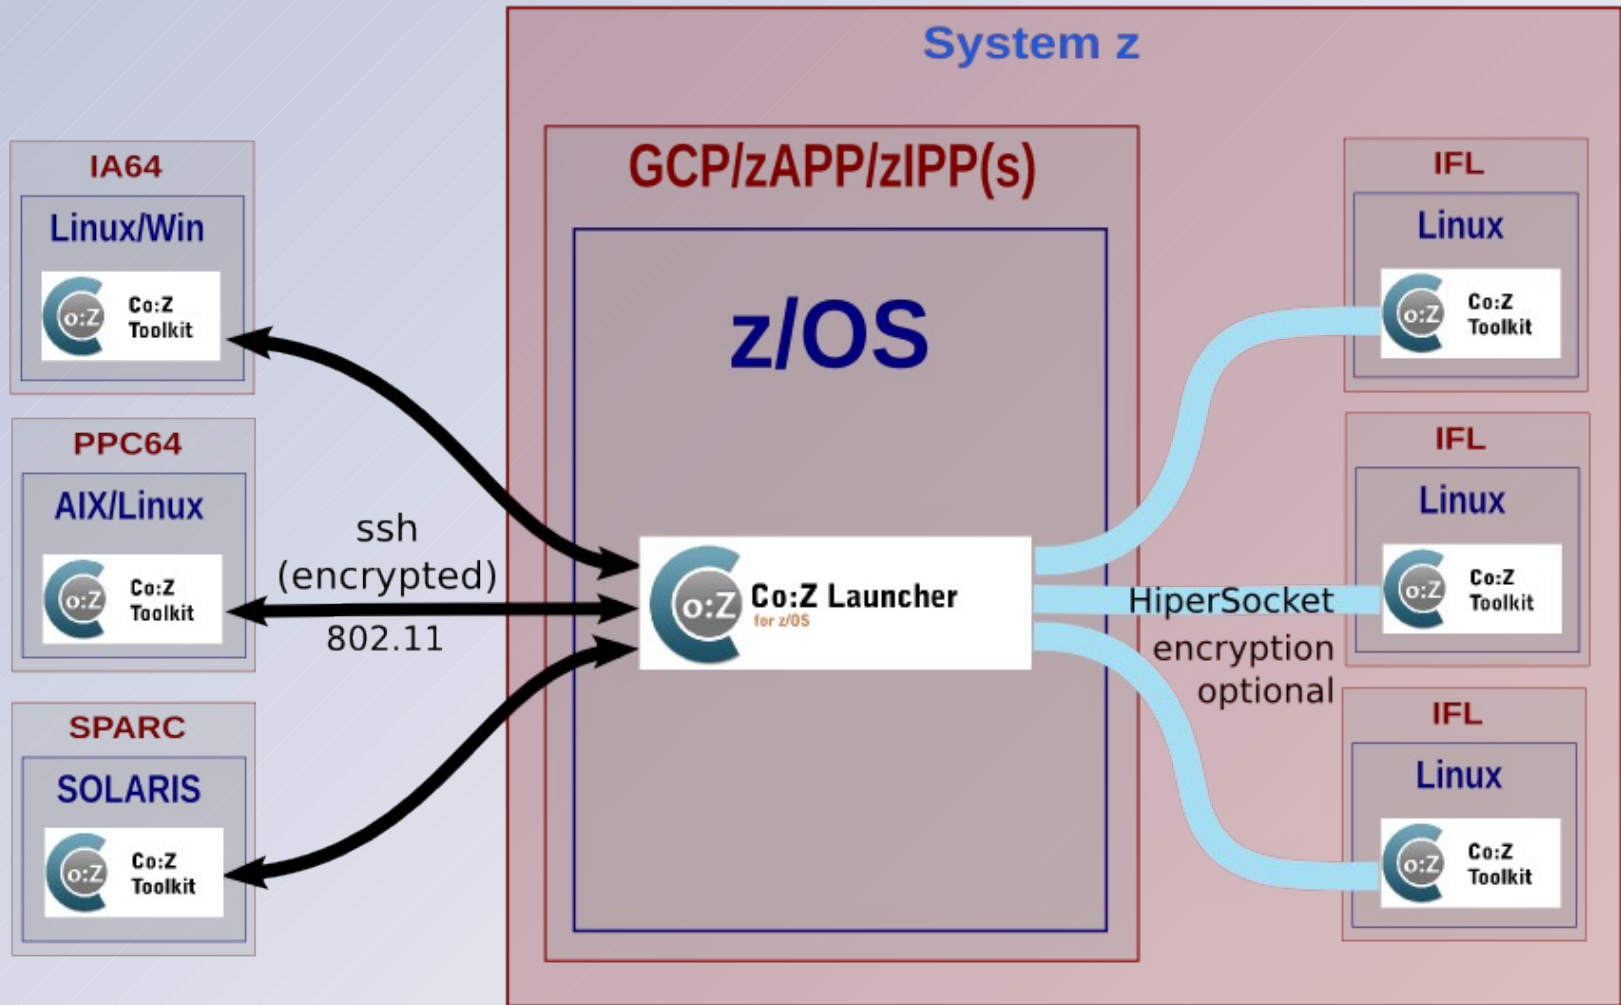 System z
IA64
Linux/Win
o:Z
Co:Z
Toolkit
PPC64
AIX/Linux
o:Z
Co:Z
Toolkit
SPARC
SOLARIS
o:Z
Co:Z
Toolkit
ssh
(encrypted)
802.11
GCP/zAPP/zIPP(s)
z/OS
o:Z
Co:Z Launcher
for z/OS
HiperSocket
encryption
optional
IFL
Linux
o:Z
Co:Z
Toolkit
IFL
Linux
o:Z
Co:Z
Toolkit
IFL
Linux
o:Z
Co:Z
Toolkit